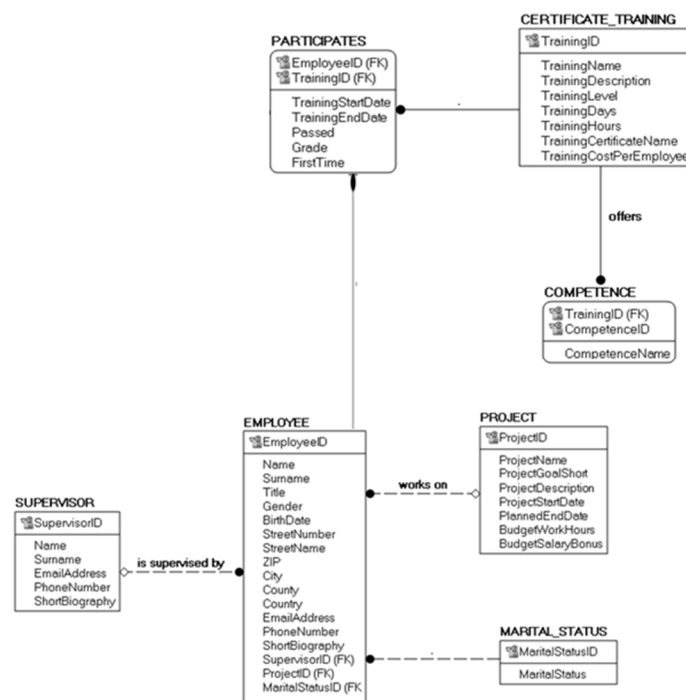 CERTIFICATE_TRAINING
TrainingID
TrainingName
TrainingDescription
TrainingLevel
TrainingDays
TrainingHours
TrainingCertificateName
TrainingCostPerEmployee
PARTICIPATES
EmployeeID (FK)
TrainingID (FK)
TrainingStartDate
TrainingEndDate
Passed
Grade
FirstTime
offers
COMPETENCE
TrainingID (FK)
CompetenceID
CompetenceName
EMPLOYEE
EmployeeID
Name
Surname
Title
Gender
BirthDate
StreetNumber
StreetName
ZIP
City
County
Country
EmailAddress
PhoneNumber
ShortBiography
SupervisorID (FK)
ProjectID (FK)
MaritalStatusID (FK
PROJECT
ProjectID
ProjectName
ProjectGoalShort
ProjectDescription
ProjectStartDate
PlannedEndDate
BudgetWorkHours
BudgetSalaryBonus
works on
SUPERVISOR
SupervisorID
Name
Surname
EmailAddress
PhoneNumber
ShortBiography
is supervised by
MARITAL_STATUS
MaritalStatusID
MaritalStatus